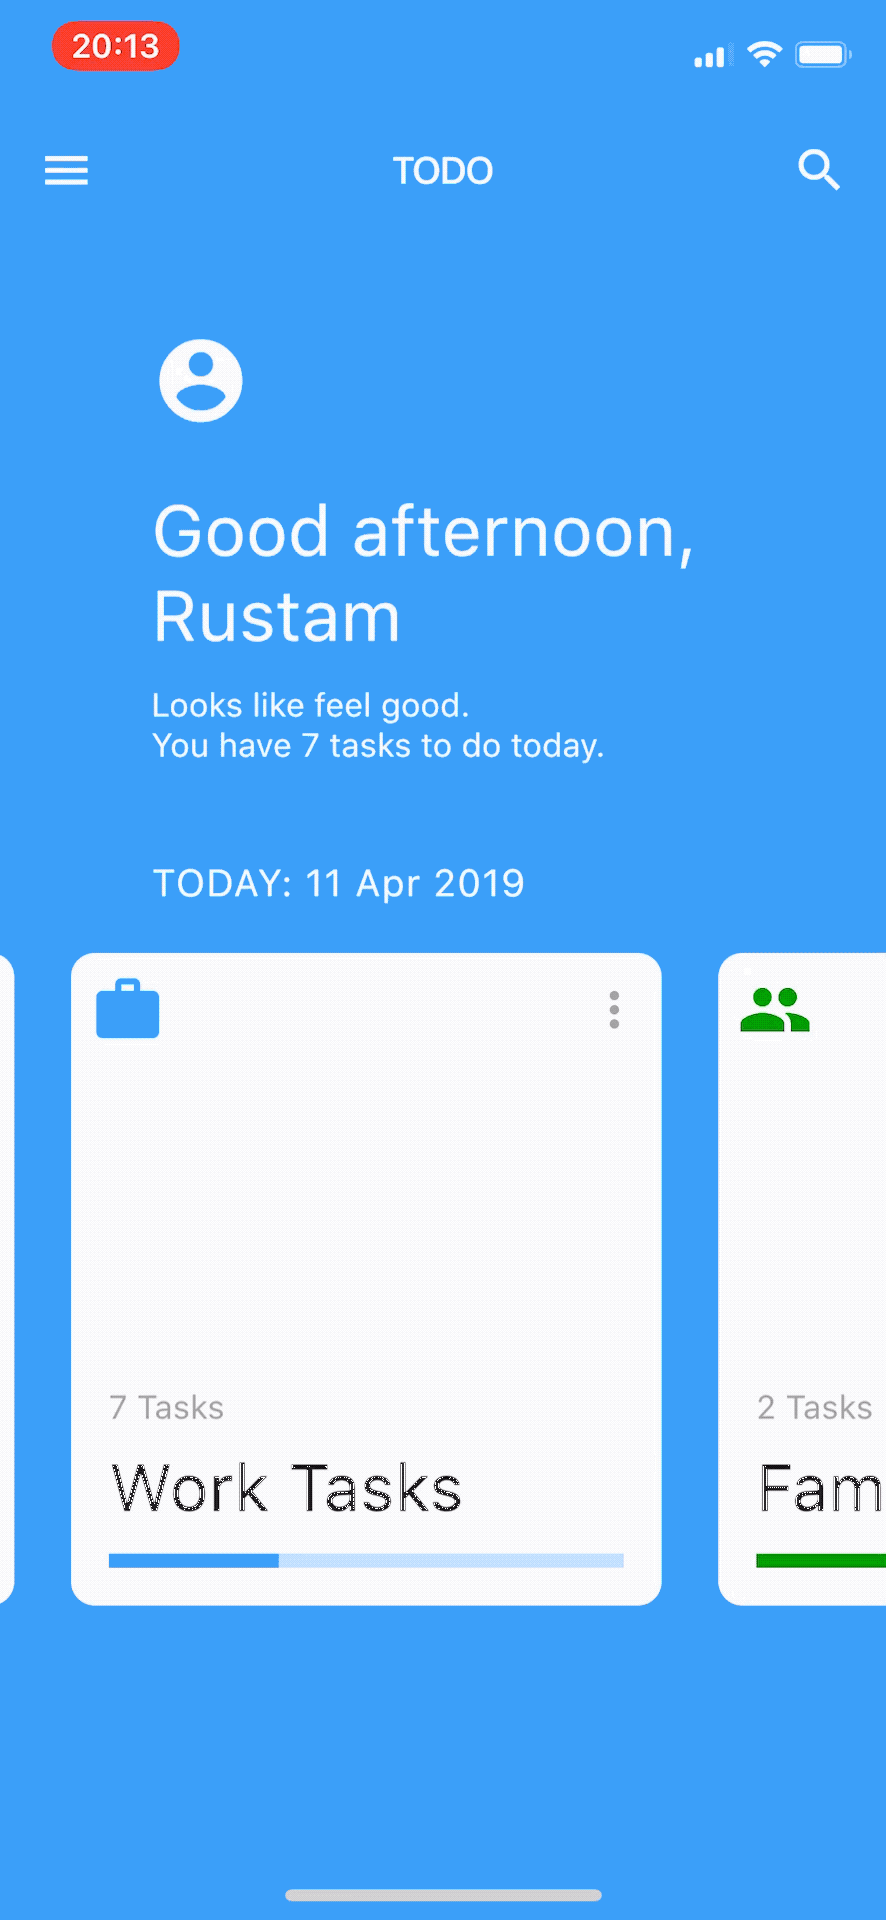 20:13
TODO
Good afternoon,
Rustam
Looks like feel good.
You have 7 tasks to do today.
TODAY: 11 Apr 2019
7 Tasks
Work Tasks
2 Tasks
Fam